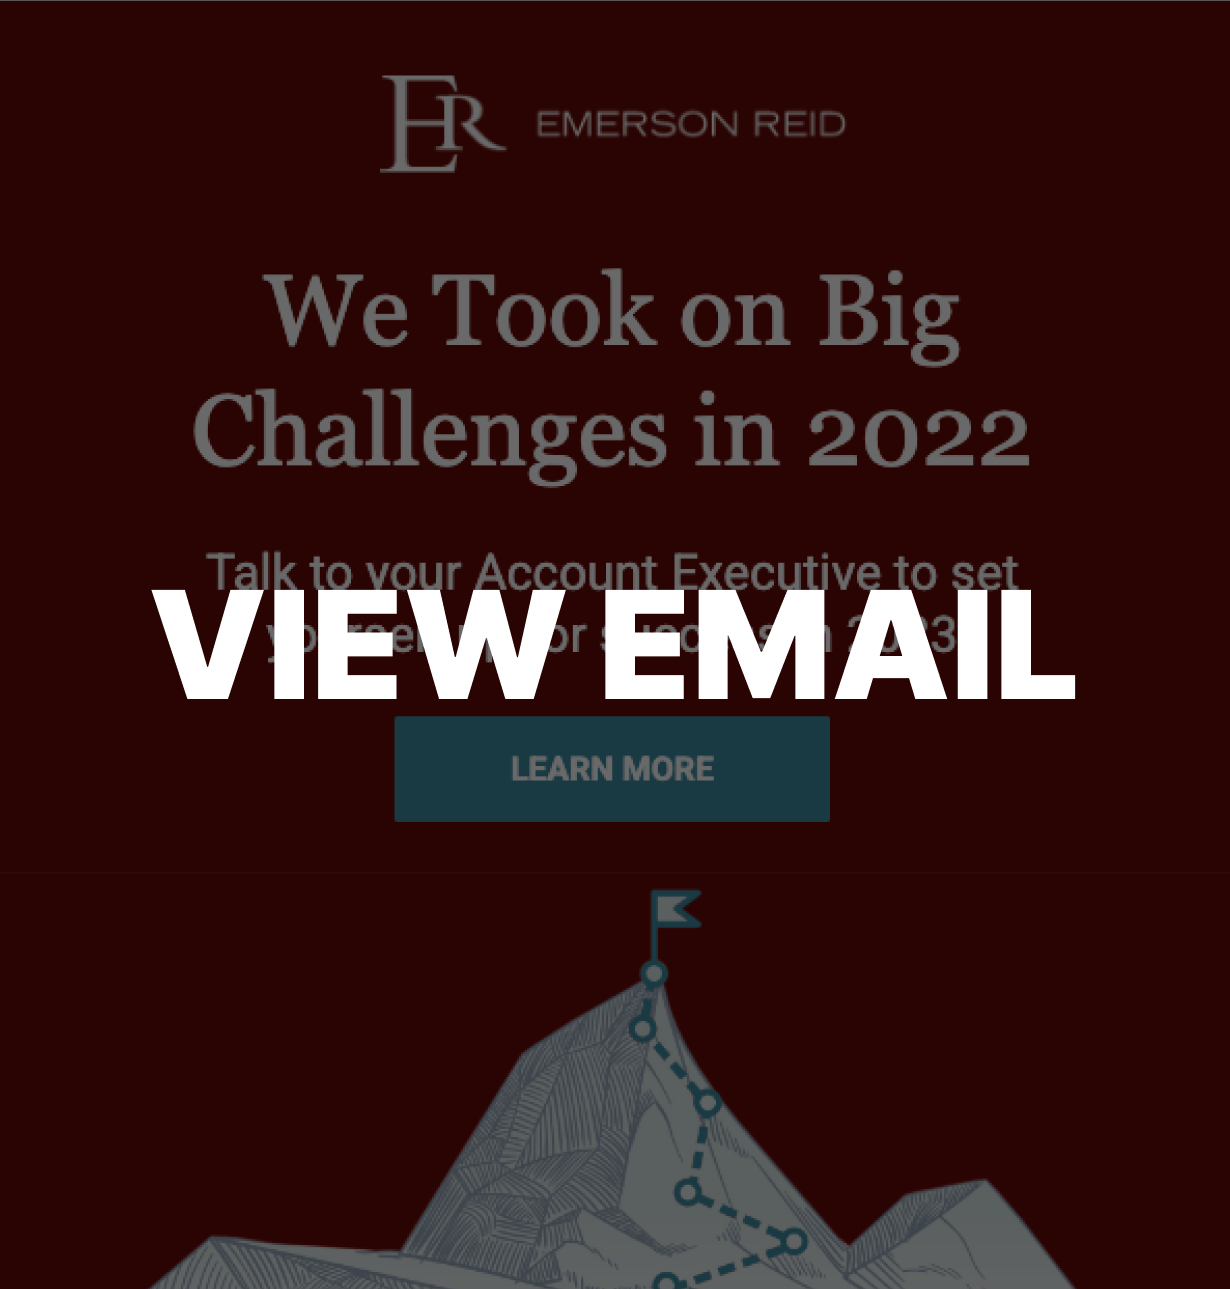 ER EMERSON REID
We Took on Big
Challenges in 2022
Talk to your Account Executive to set
VIEW EMAIL
LEARN MORE